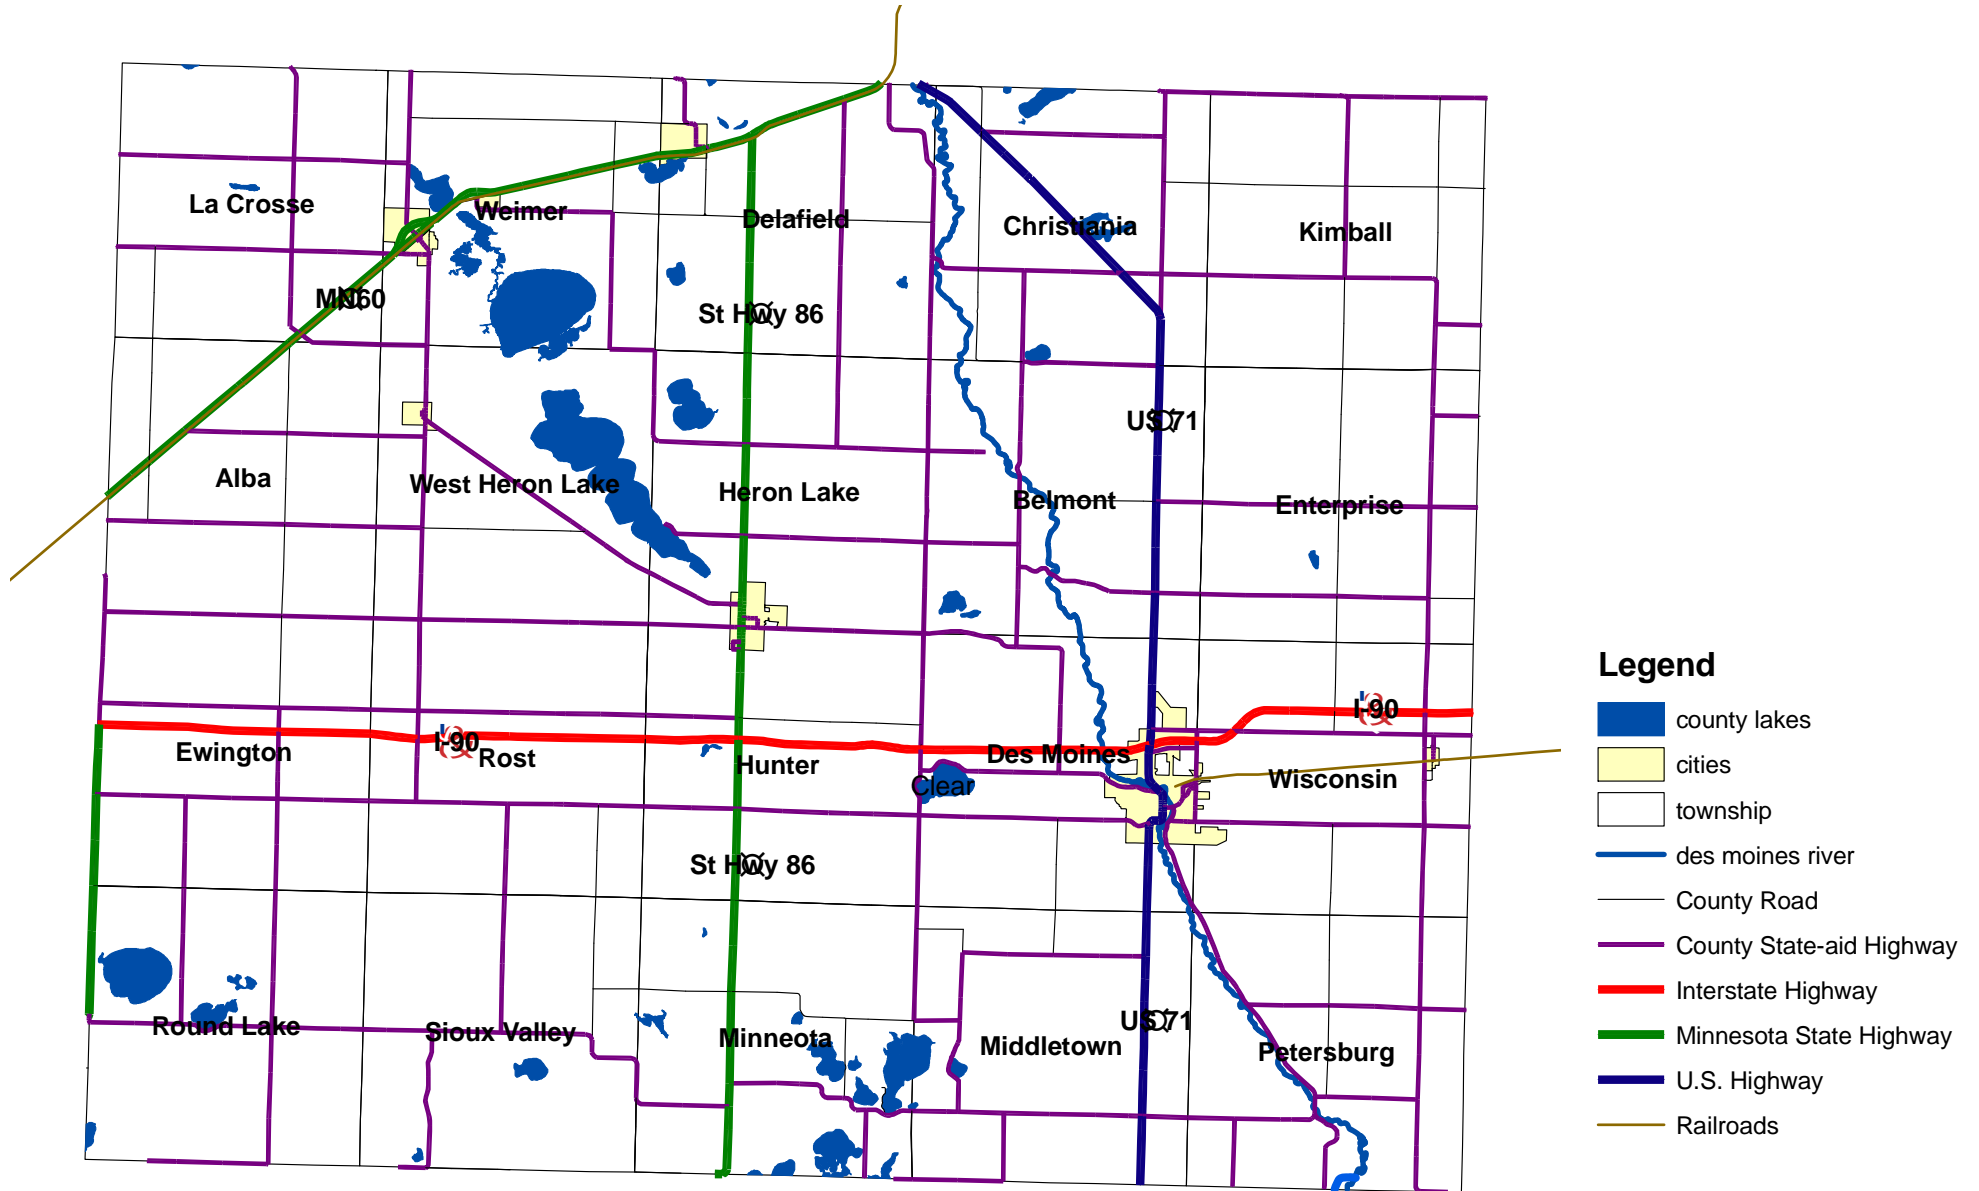 La Crosse
Weimer
Delafield
Christiania
Kimball
MN60
St Hwy 86
US 71
Alba
West Heron Lake
Heron Lake
Belmont
Enterprise
I-90
I-90
Ewington
Rost
Hunter
Des Moines
Clear
Wisconsin
St Hwy 86
Round Lake
Sioux Valley
Minneota
Middletown
US 71
Petersburg
Legend
county lakes
cities
township
des moines river
County Road
County State-aid Highway
Interstate Highway
Minnesota State Highway
U.S. Highway
Railroads